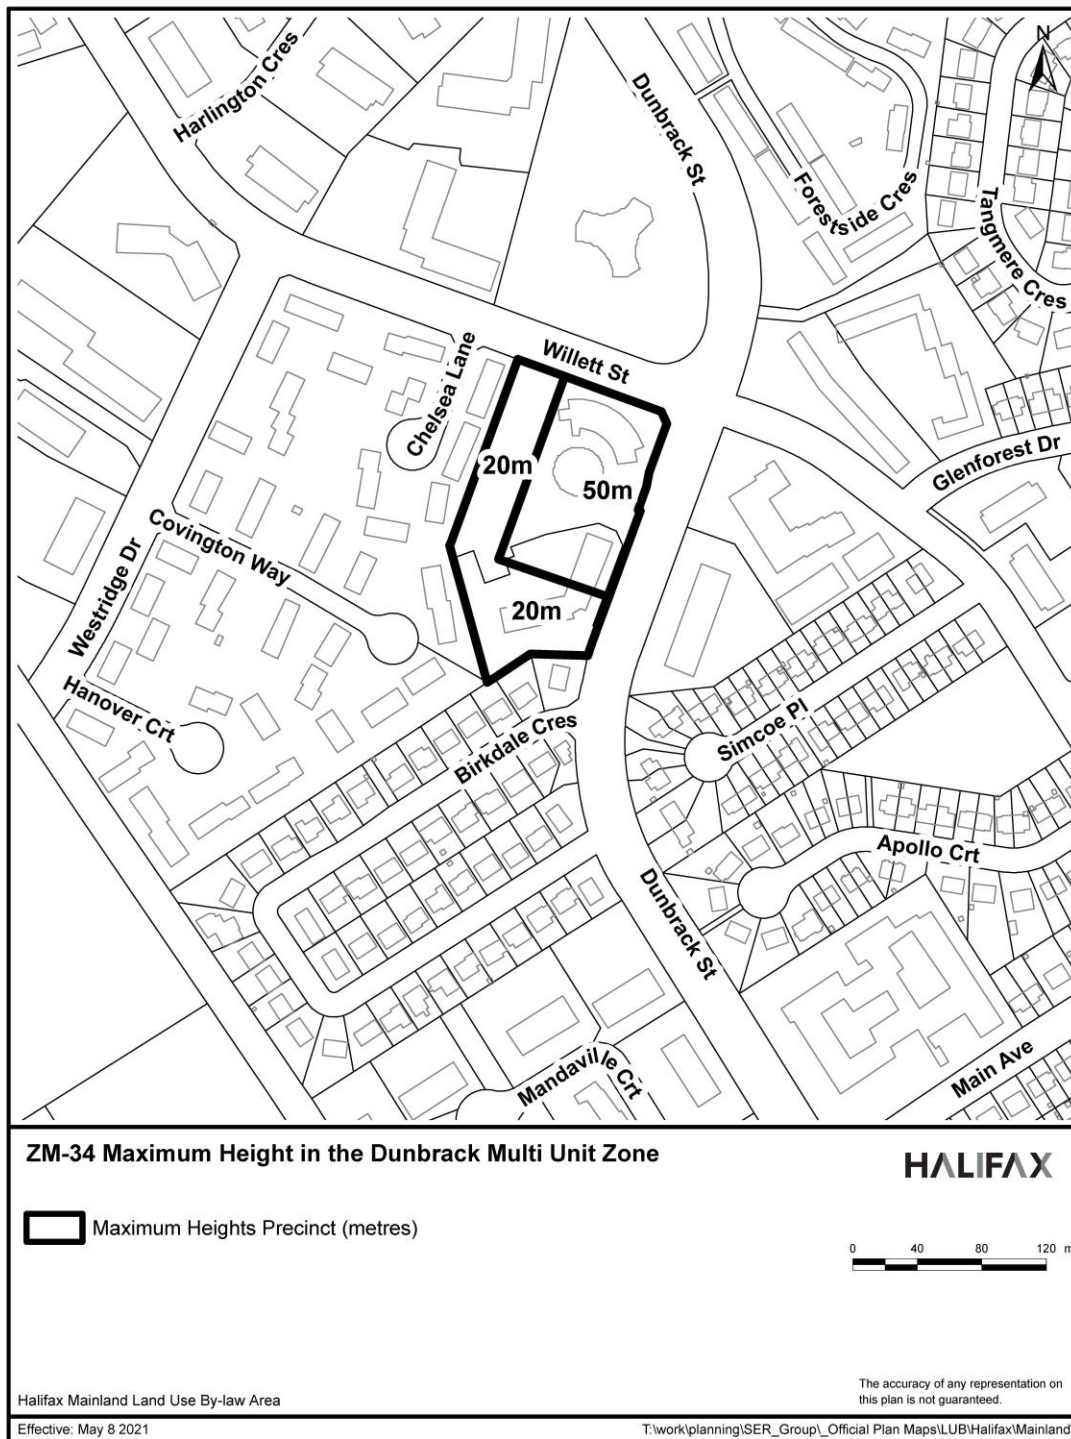 N
Harlington Cres
Dunbrack St
Forestside Cres
Tangmere Cres
Willett St
Chelsea Lane
20m
50m
Glenforest Dr
Covington Way
Westridge Dr
20m
Hanover Crt
Birkdale Cres
Simcoe Pl
Apollo Crt
Dunbrack St
Mandaville Crt
Main Ave
ZM-34 Maximum Height in the Dunbrack Multi Unit Zone
HALIFAX
Maximum Heights Precinct (metres)
0 40 80 120 m
Halifax Mainland Land Use By-law Area
The accuracy of any representation on
this plan is not guaranteed.
Effective: May 8 2021
T:\work\planning\SER_Group\_Official Plan Maps\LUB\Halifax\Mainland